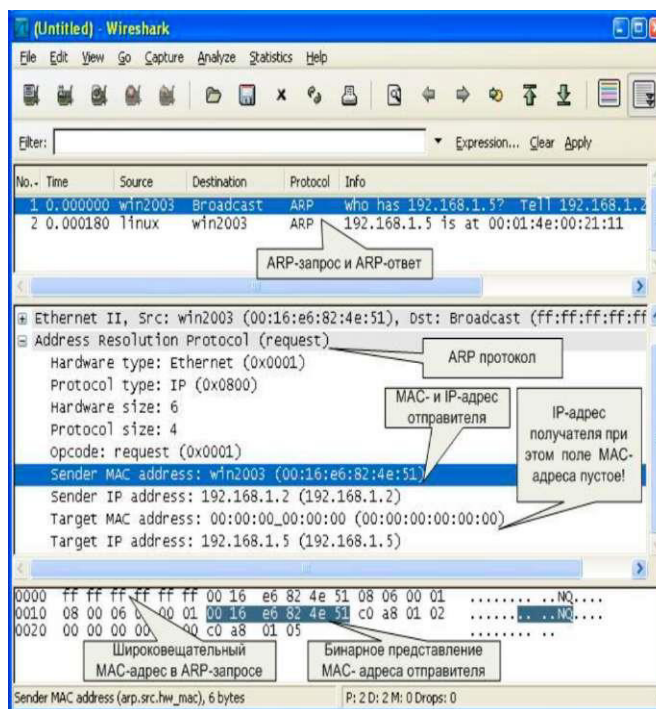 (Untitled) - Wireshark
File Edit View Go Capture Analyze Statistics Help
Filter: Expression... Clear Apply
No. - Time Source Destination Protocol Info
1 0.000000 win2003 Broadcast ARP who has 192.168.1.5? Tell 192.168.1.2
2 0.000180 linux win2003 ARP 192.168.1.5 is at 00:01:4e:00:21:11
ARP-запрос и ARP-ответ
Ethernet II, Src: win2003 (00:16:e6:82:4e:51), Dst: Broadcast (ff:ff:ff:ff:ff
Address Resolution Protocol (request)
ARP протокол
Hardware type: Ethernet (0x0001)
Protocol type: IP (0x0800)
Hardware size: 6
Protocol size: 4
Opcode: request (0x0001)
МАС- и IP-адрес
отправителя
IP-адрес
получателя при
этом поле МАС-
адреса пустое!
Sender MAC address: win2003 (00:16:e6:82:4e:51)
Sender IP address: 192.168.1.2 (192.168.1.2)
Target MAC address: 00:00:00_00:00:00 (00:00:00:00:00:00)
Target IP address: 192.168.1.5 (192.168.1.5)
0000 ff ff ff ff ff ff 00 16 e6 82 4e 51 08 06 00 01 ........ ..NQ....
0010 08 00 06 00 01 00 16 e6 82 4e 51 c0 a8 01 02 ........ ..NQ....
0020 00 00 00 00 00 c0 a8 01 05 ........ ..
Широковещательный
МАС-адрес в ARP-запросе
Бинарное представление
МАС- адреса отправителя
Sender MAC address (arp.src.hw_mac), 6 bytes P: 2 D: 2 M: 0 Drops: 0